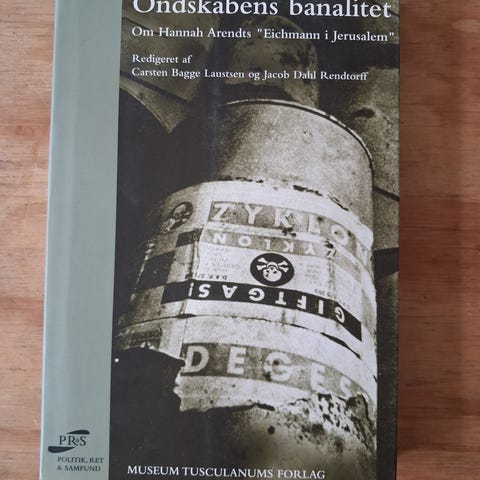 Ondskabens banalitet
Om Hannah Arendts "Eichmann i Jerusalem"
Redigeret af
Carsten Bagge Laustsen og Jacob Dahl Rendtorff
ZYKLON
ZYKLON
GIFTGAS!
DEGES
PR&S
POLITIK, RET
& SAMFUND
MUSEUM TUSCULANUMS FORLAG